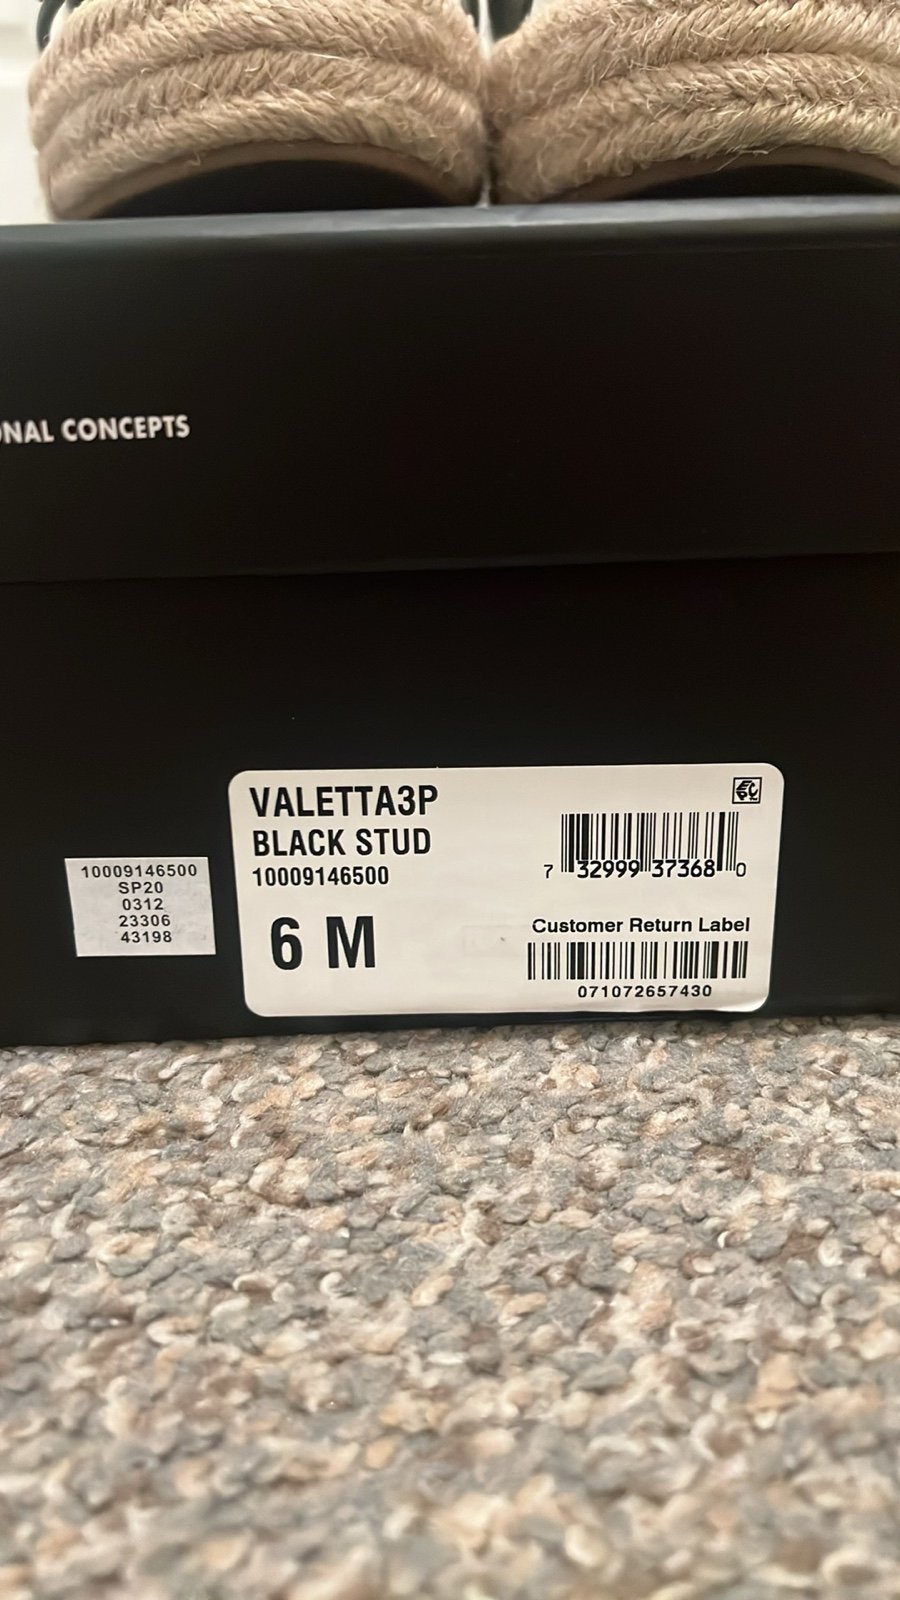 ONAL CONCEPTS
VALETTA3P
BLACK STUD
10009146500
6 M
7 32999 37368 0
Customer Return Label
071072657430
10009146500
SP20
0312
23306
43198